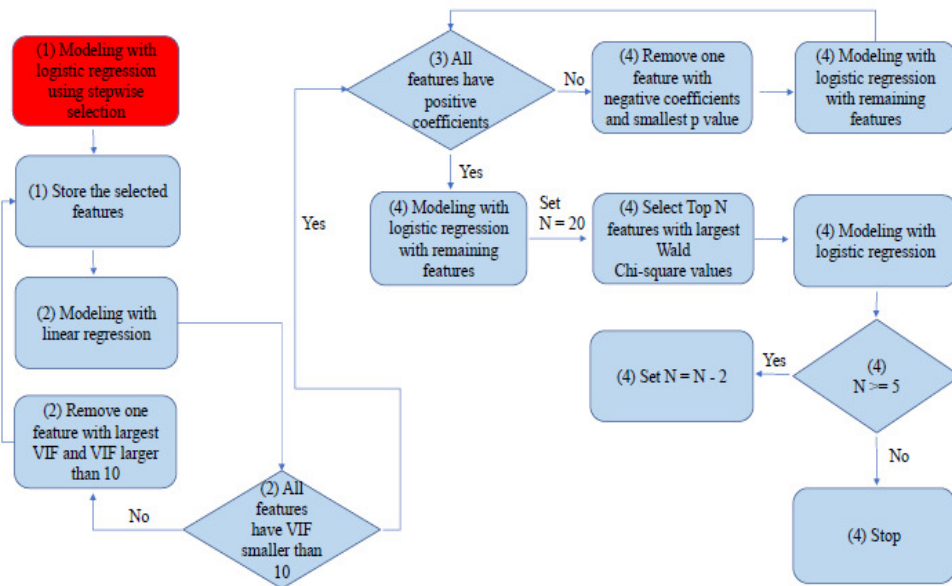 (1) Modeling with
logistic regression
using stepwise
selection
(1) Store the selected
features
(2) Modeling with
linear regression
(2) Remove one
feature with largest
VIF and VIF larger
than 10
No
(2) All
features
have VIF
smaller than
10
Yes
(3) All
features have
positive
coefficients
No
(4) Remove one
feature with
negative coefficients
and smallest p value
(4) Modeling with
logistic regression
with remaining
features
Yes
(4) Modeling with
logistic regression
with remaining
features
Set
N = 20
(4) Select Top N
features with largest
Wald
Chi-square values
(4) Modeling with
logistic regression
(4)
N >= 5
Yes
(4) Set N = N - 2
No
(4) Stop